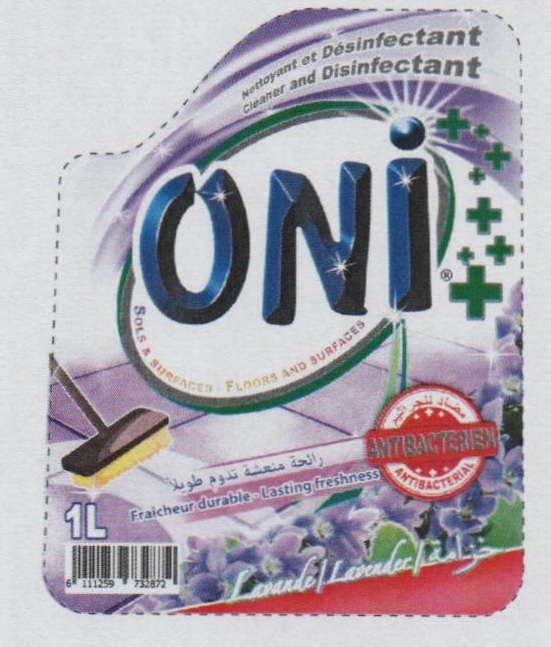 Nettoyant et Désinfectant
Cleaner and Disinfectant
ONi
®
SOLS & SURFACES - FLOORS AND SURFACES
مضاد للجراثيم
ANTIBACTERIEN
ANTIBACTERIAL
رائحة منعشة تدوم طويلا
Fraicheur durable - Lasting freshness
1L
6 111259 732872
Lavande / Lavender / خزامة